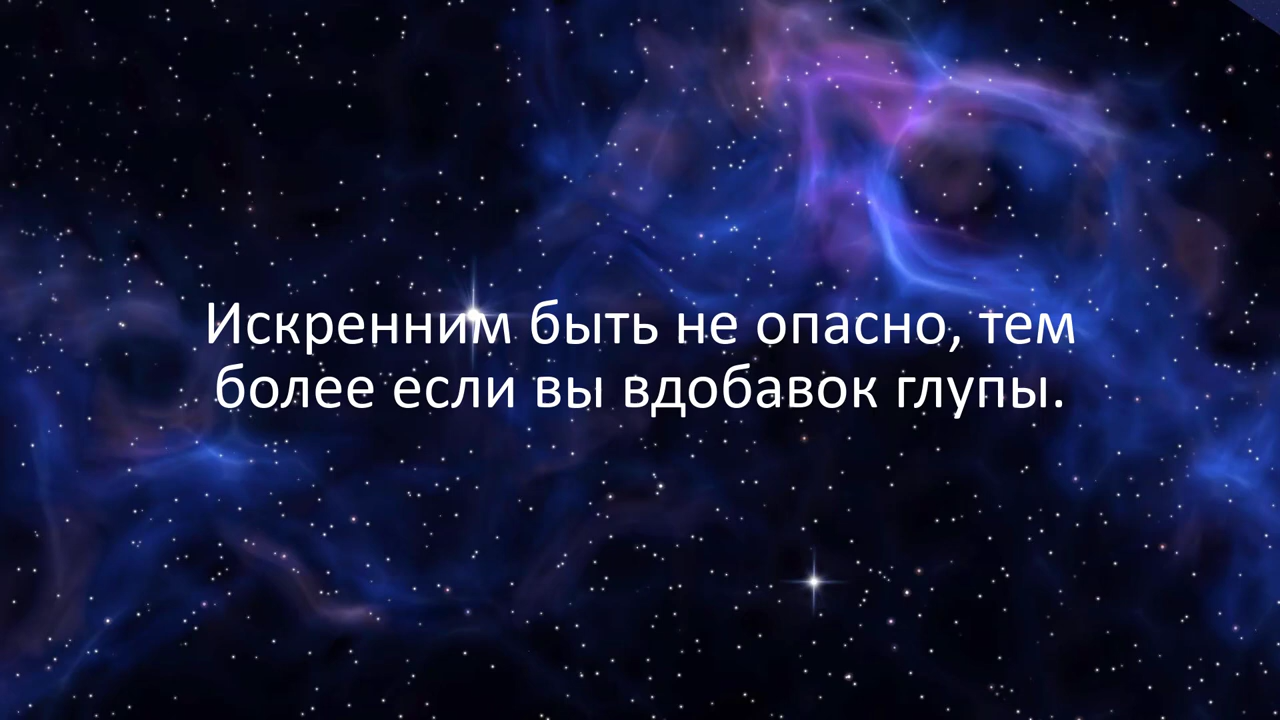 Искренним быть не опасно, тем
более если вы вдобавок глупы.